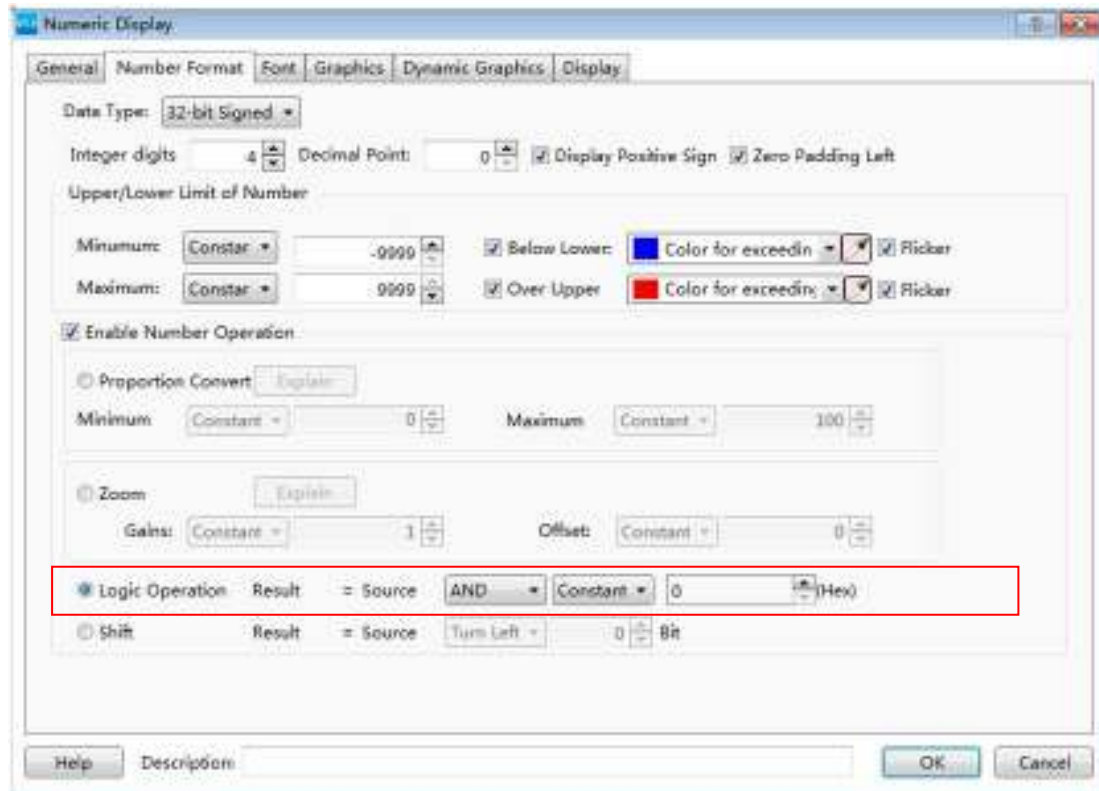 Numeric Display
General Number Format Font Graphics Dynamic Graphics Display
Data Type: 32-bit Signed
Integer digits 4 Decimal Point: 0 Display Positive Sign Zero Padding Left
Upper/Lower Limit of Number
Minumum: Constar -9999 Below Lower: Color for exceedin Flicker
Maximum: Constar 9999 Over Upper Color for exceedin Flicker
Enable Number Operation
Proportion Convert Explain
Minimum Constant 0 Maximum Constant 100
Zoom Explain
Gains: Constant 1 Offset: Constant 0
Logic Operation Result = Source AND Constant 0 (Hex)
Shift Result = Source Turn Left 0 Bit
Help Description OK Cancel